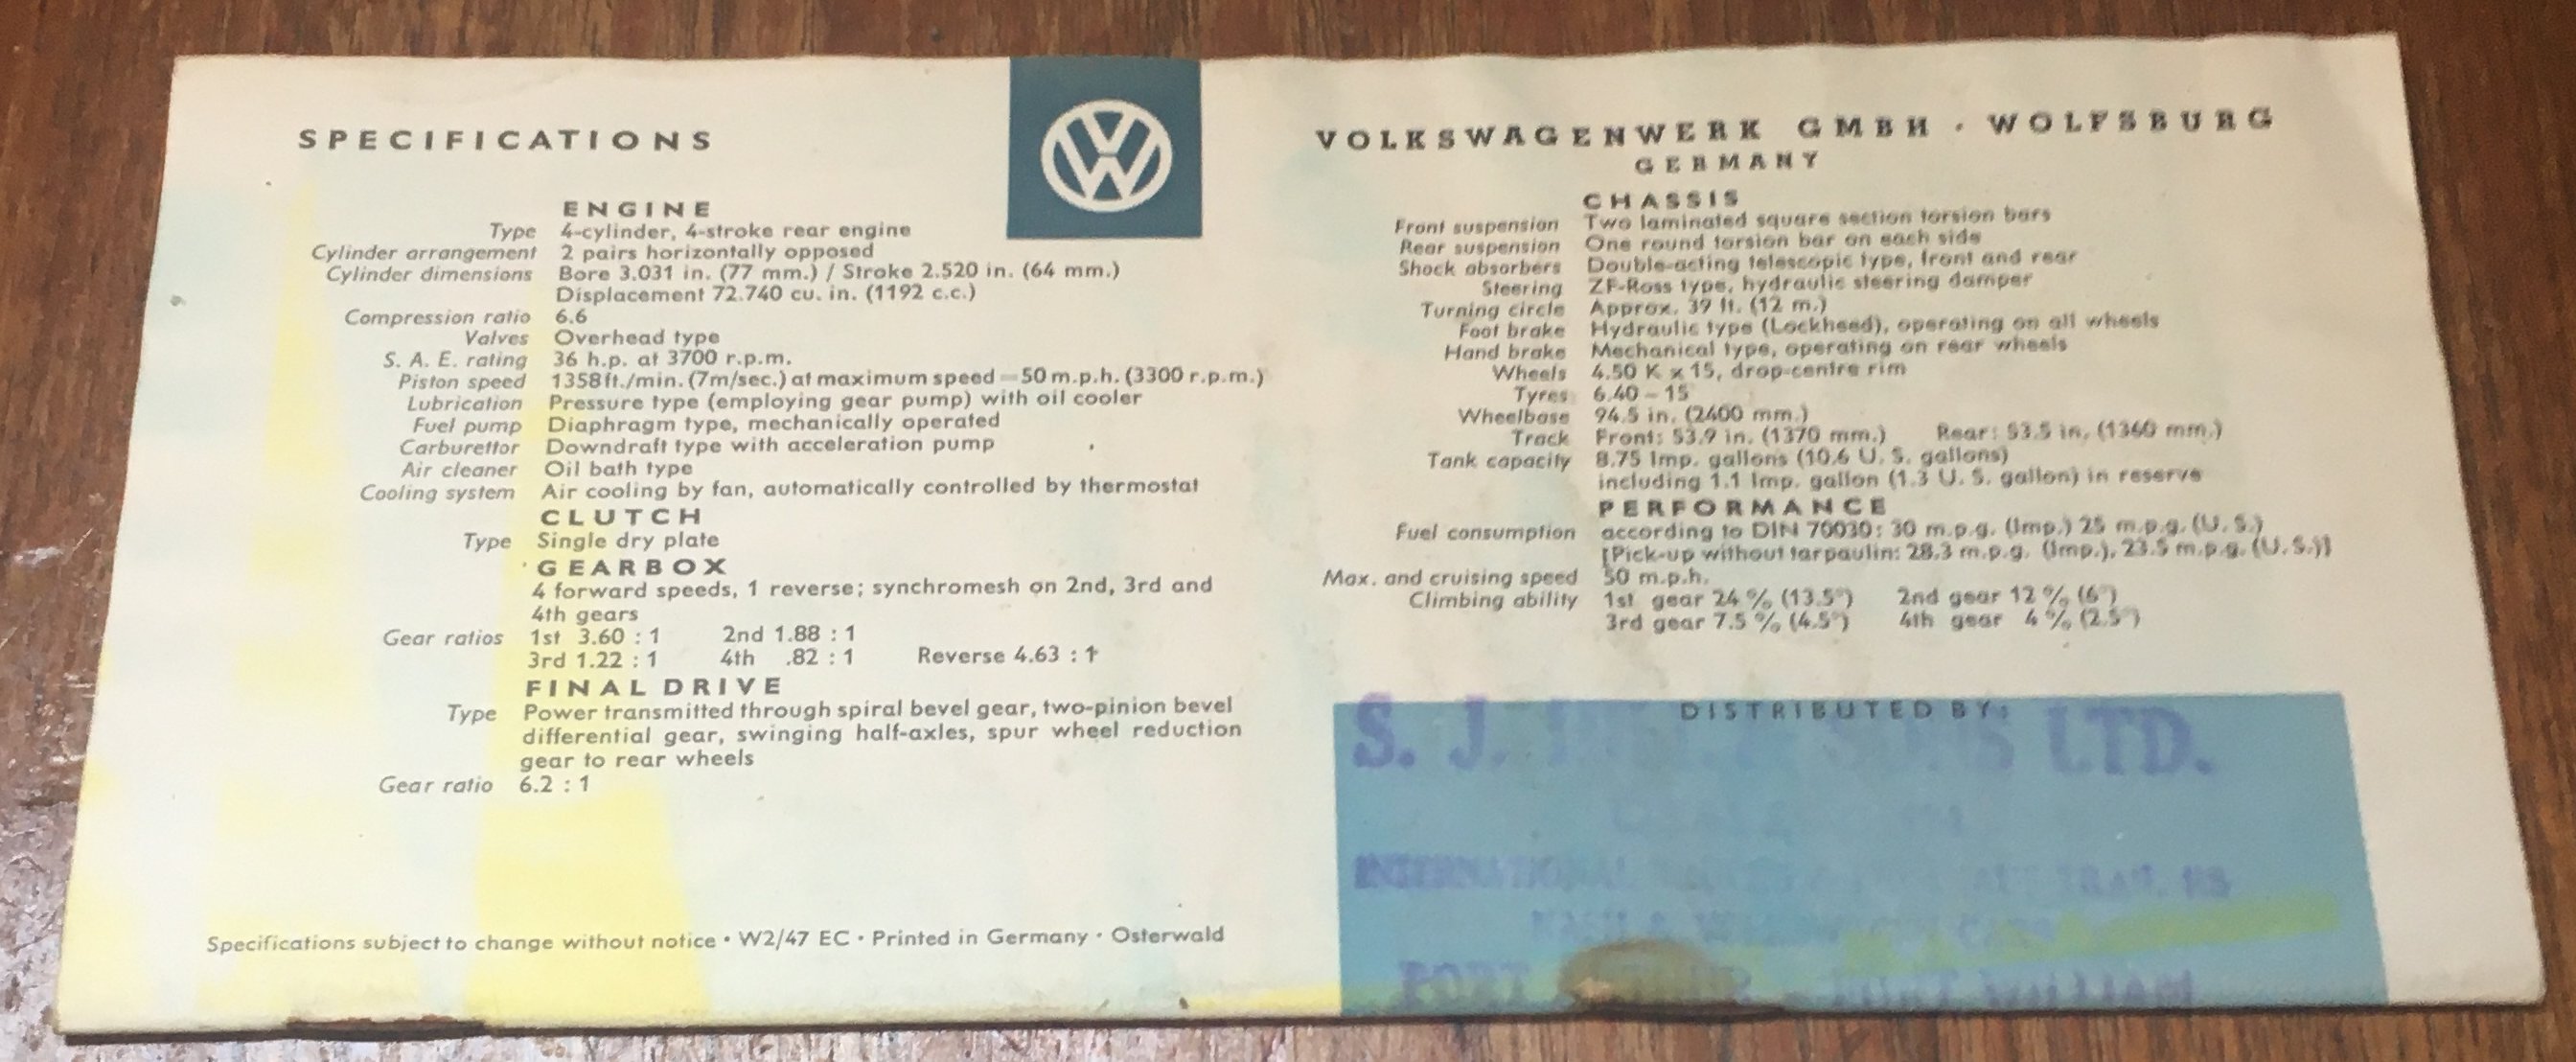 SPECIFICATIONS
ENGINE
Type 4-cylinder, 4-stroke rear engine
Cylinder arrangement 2 pairs horizontally opposed
Cylinder dimensions Bore 3.031 in. (77 mm.) / Stroke 2.520 in. (64 mm.)
Displacement 72.740 cu. in. (1192 c.c.)
Compression ratio 6.6
Valves Overhead type
S. A. E. rating 36 h.p. at 3700 r.p.m.
Piston speed 1358 ft./min. (7m/sec.) at maximum speed = 50 m.p.h. (3300 r.p.m.)
Lubrication Pressure type (employing gear pump) with oil cooler
Fuel pump Diaphragm type, mechanically operated
Carburettor Downdraft type with acceleration pump
Air cleaner Oil bath type
Cooling system Air cooling by fan, automatically controlled by thermostat
CLUTCH
Type Single dry plate
GEARBOX
4 forward speeds, 1 reverse; synchromesh on 2nd, 3rd and
4th gears
Gear ratios 1st 3.60 : 1 2nd 1.88 : 1
3rd 1.22 : 1 4th .82 : 1 Reverse 4.63 : 1
FINAL DRIVE
Type Power transmitted through spiral bevel gear, two-pinion bevel
differential gear, swinging half-axles, spur wheel reduction
gear to rear wheels
Gear ratio 6.2 : 1
Specifications subject to change without notice • W2/47 EC • Printed in Germany • Osterwald
VW
VOLKSWAGENWERK GMBH · WOLFSBURG
GERMANY
CHASSIS
Front suspension Two laminated square section torsion bars
Rear suspension One round torsion bar on each side
Shock absorbers Double-acting telescopic type, front and rear
Steering ZF-Ross type, hydraulic steering damper
Turning circle Approx. 39 ft. (12 m.)
Foot brake Hydraulic type (Lockheed), operating on all wheels
Hand brake Mechanical type, operating on rear wheels
Wheels 4.50 K x 15, drop-centre rim
Tyres 6.40 – 15
Wheelbase 94.5 in. (2400 mm.)
Track Front: 53.9 in. (1370 mm.) Rear: 53.5 in. (1360 mm.)
Tank capacity 8.75 Imp. gallons (10.6 U. S. gallons)
including 1.1 Imp. gallon (1.3 U. S. gallon) in reserve
PERFORMANCE
Fuel consumption according to DIN 70030: 30 m.p.g. (Imp.) 25 m.p.g. (U. S.)
[Pick-up without tarpaulin: 28.3 m.p.g. (Imp.), 23.5 m.p.g. (U. S.)]
Max. and cruising speed 50 m.p.h.
Climbing ability 1st gear 24 % (13.5°) 2nd gear 12 % (6°)
3rd gear 7.5 % (4.5°) 4th gear 4 % (2.5°)
DISTRIBUTED BY:
S. J. LTD.
INTERNATIONAL
PORT WILLIAM